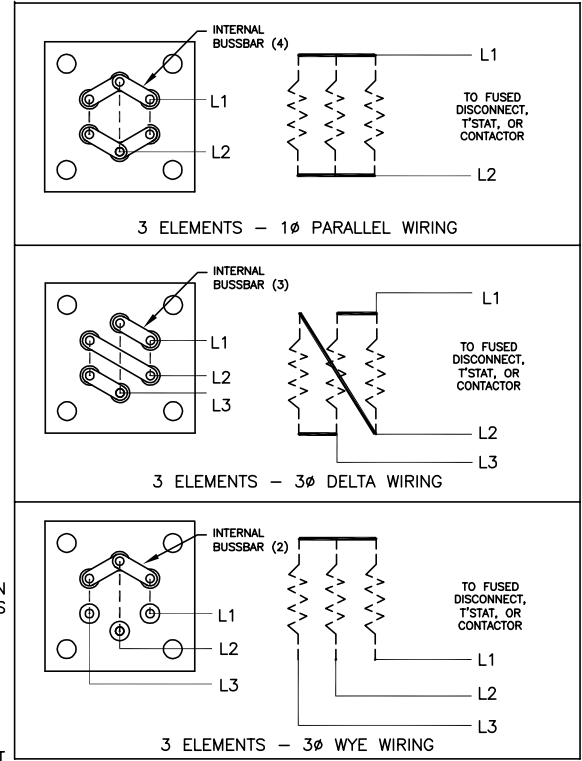 INTERNAL
BUSSBAR (4)
L1
L2
L1
TO FUSED
DISCONNECT,
T'STAT, OR
CONTACTOR
L2
3 ELEMENTS – 1ø PARALLEL WIRING
INTERNAL
BUSSBAR (3)
L1
L2
L3
L1
TO FUSED
DISCONNECT,
T'STAT, OR
CONTACTOR
L2
L3
3 ELEMENTS – 3ø DELTA WIRING
INTERNAL
BUSSBAR (2)
L1
L2
L3
TO FUSED
DISCONNECT,
T'STAT, OR
CONTACTOR
L1
L2
L3
3 ELEMENTS – 3ø WYE WIRING
N
S
T